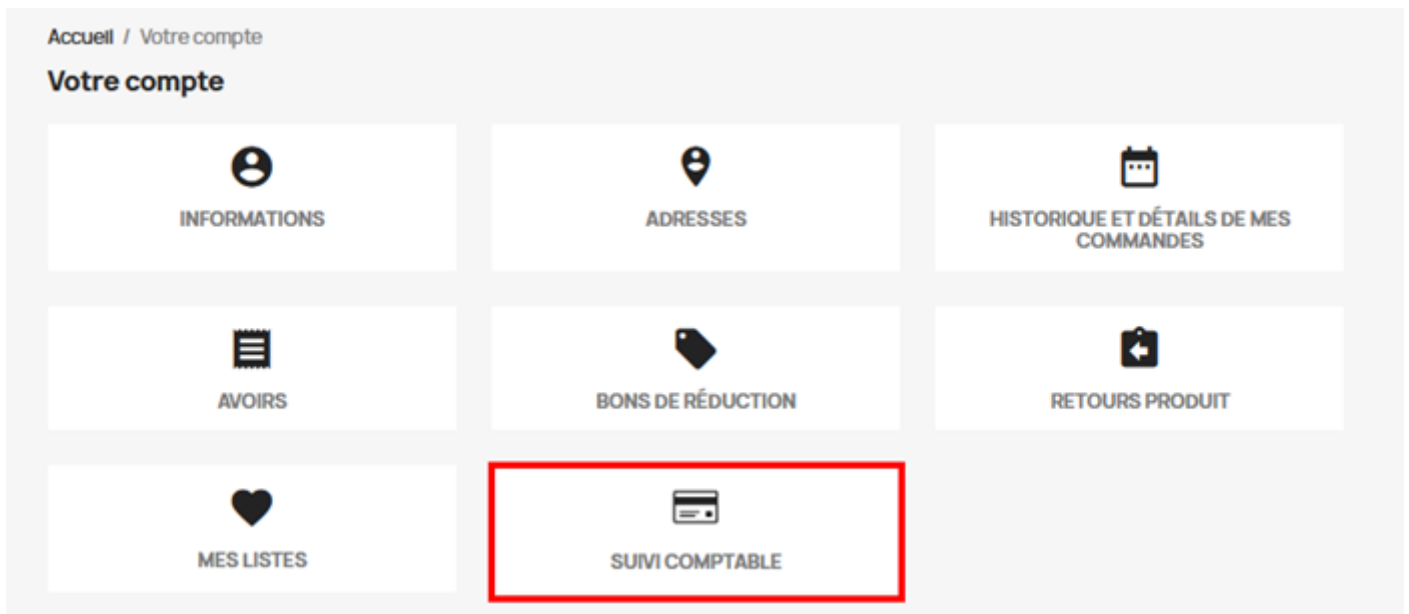 Accueil / Votre compte
Votre compte
INFORMATIONS
ADRESSES
HISTORIQUE ET DÉTAILS DE MES
COMMANDES
AVOIRS
BONS DE RÉDUCTION
RETOURS PRODUIT
MES LISTES
SUIVI COMPTABLE